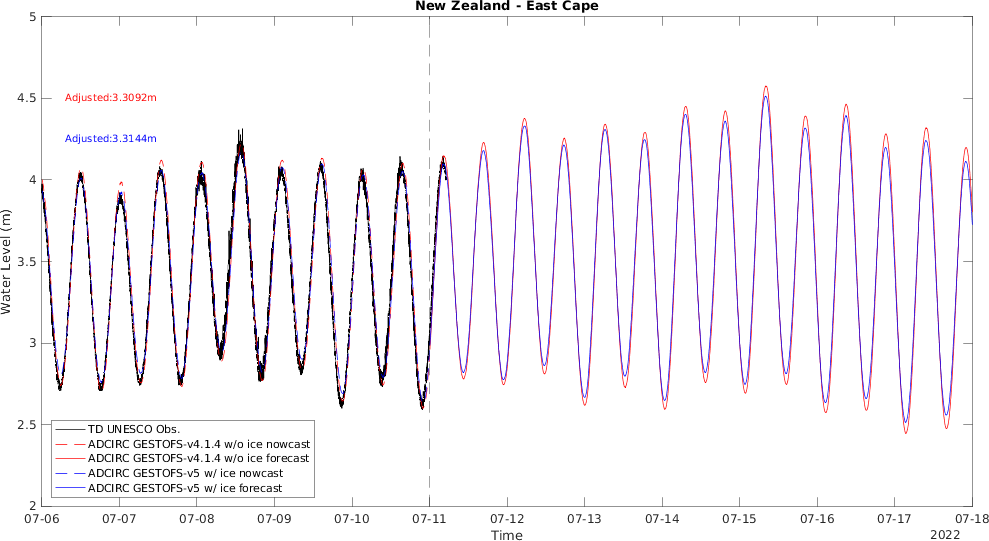 New Zealand - East Cape
5
4.5
4
3.5
3
2.5
2
Water Level (m)
Adjusted:3.3092m
Adjusted:3.3144m
TD UNESCO Obs.
ADCIRC GESTOFS-v4.1.4 w/o ice nowcast
ADCIRC GESTOFS-v4.1.4 w/o ice forecast
ADCIRC GESTOFS-v5 w/ ice nowcast
ADCIRC GESTOFS-v5 w/ ice forecast
07-06 07-07 07-08 07-09 07-10 07-11 07-12 07-13 07-14 07-15 07-16 07-17 07-18
Time
2022